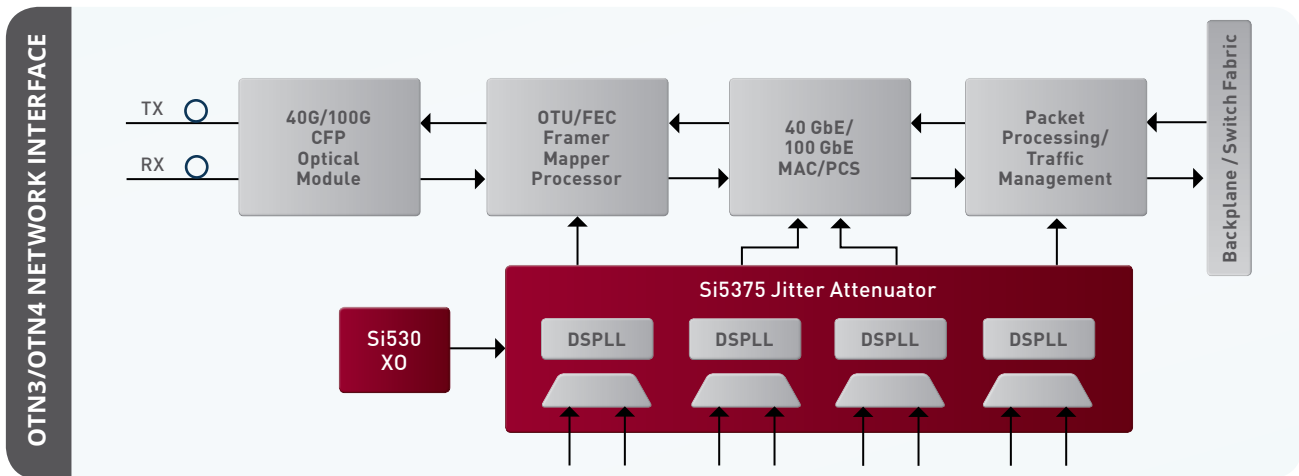 OTN3/OTN4 NETWORK INTERFACE
TX
RX
40G/100G
CFP
Optical
Module
OTU/FEC
Framer
Mapper
Processor
40 GbE/
100 GbE
MAC/PCS
Packet
Processing/
Traffic
Management
Backplane / Switch Fabric
Si5375 Jitter Attenuator
Si530
XO
DSPLL
DSPLL
DSPLL
DSPLL